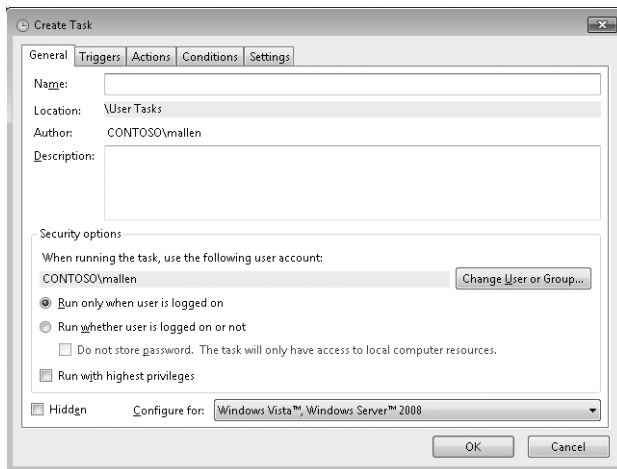 Create Task
General Triggers Actions Conditions Settings
Name:
Location: \User Tasks
Author: CONTOSO\mallen
Description:
Security options
When running the task, use the following user account:
CONTOSO\mallen Change User or Group...
Run only when user is logged on
Run whether user is logged on or not
Do not store password. The task will only have access to local computer resources.
Run with highest privileges
Hidden Configure for: Windows Vista™, Windows Server™ 2008
OK Cancel